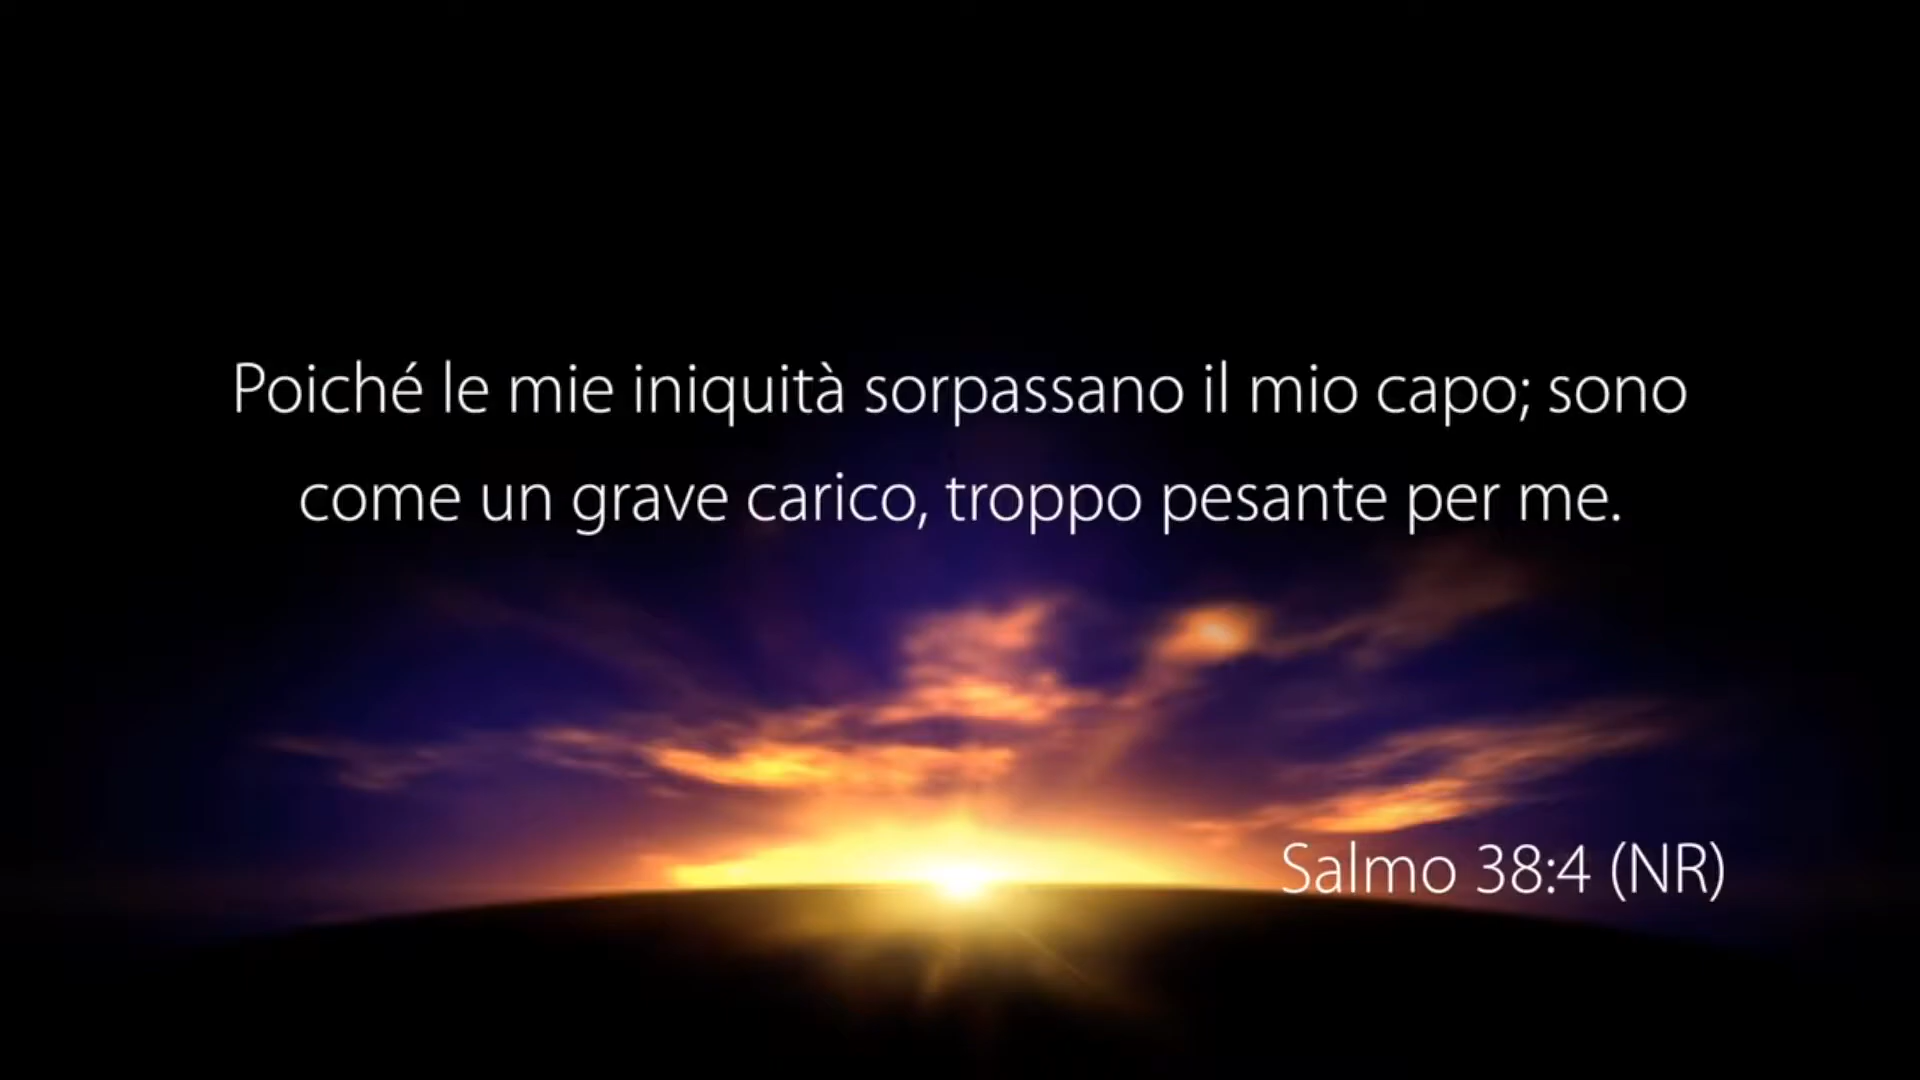 Poiché le mie iniquità sorpassano il mio capo; sono
come un grave carico, troppo pesante per me.
Salmo 38:4 (NR)